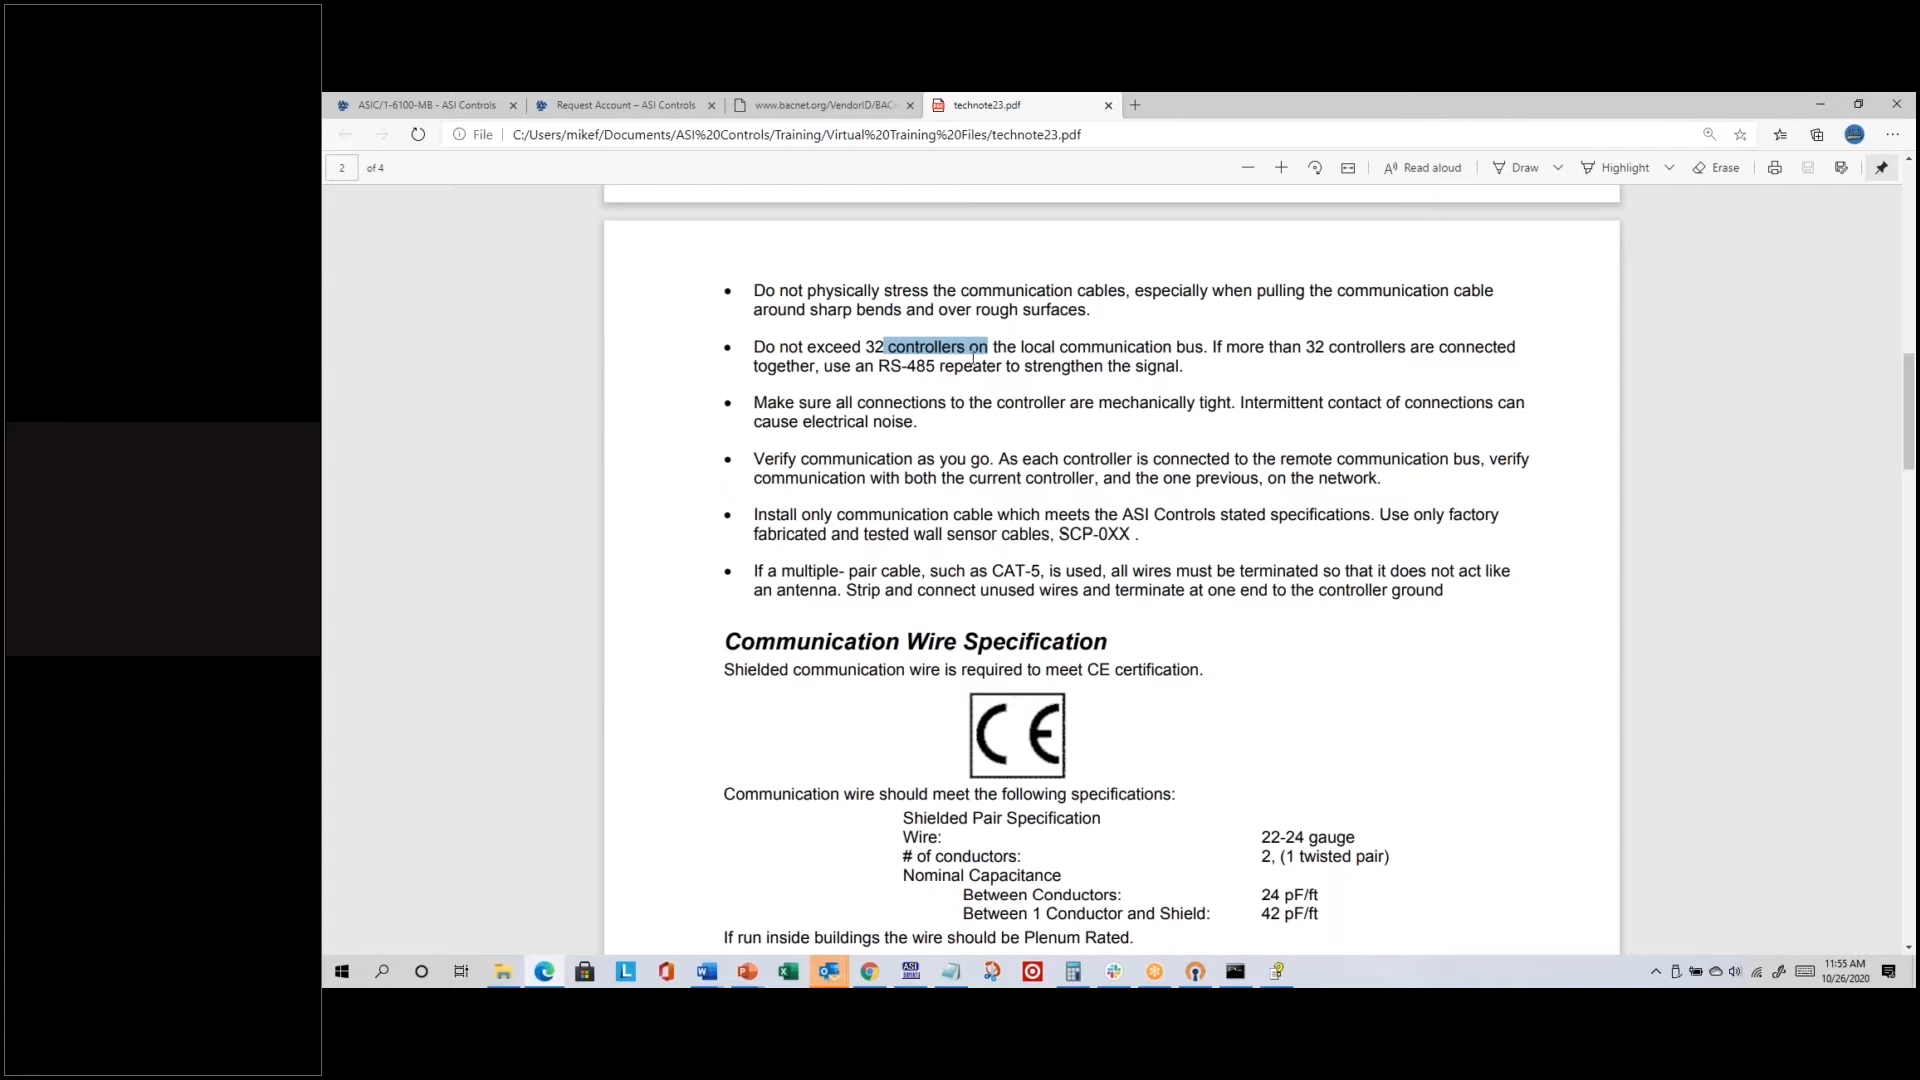 ASIC/1-6100-MB - ASI Controls
Request Account – ASI Controls
www.bacnet.org/VendorID/BAC
technote23.pdf
File
C:/Users/mikef/Documents/ASI%20Controls/Training/Virtual%20Training%20Files/technote23.pdf
2 of 4
Read aloud
Draw
Highlight
Erase
• Do not physically stress the communication cables, especially when pulling the communication cable
around sharp bends and over rough surfaces.
• Do not exceed 32 controllers on the local communication bus. If more than 32 controllers are connected
together, use an RS-485 repeater to strengthen the signal.
• Make sure all connections to the controller are mechanically tight. Intermittent contact of connections can
cause electrical noise.
• Verify communication as you go. As each controller is connected to the remote communication bus, verify
communication with both the current controller, and the one previous, on the network.
• Install only communication cable which meets the ASI Controls stated specifications. Use only factory
fabricated and tested wall sensor cables, SCP-0XX .
• If a multiple- pair cable, such as CAT-5, is used, all wires must be terminated so that it does not act like
an antenna. Strip and connect unused wires and terminate at one end to the controller ground
Communication Wire Specification
Shielded communication wire is required to meet CE certification.
CE
Communication wire should meet the following specifications:
Shielded Pair Specification
Wire: 22-24 gauge
# of conductors: 2, (1 twisted pair)
Nominal Capacitance
Between Conductors: 24 pF/ft
Between 1 Conductor and Shield: 42 pF/ft
If run inside buildings the wire should be Plenum Rated.
11:55 AM
10/26/2020